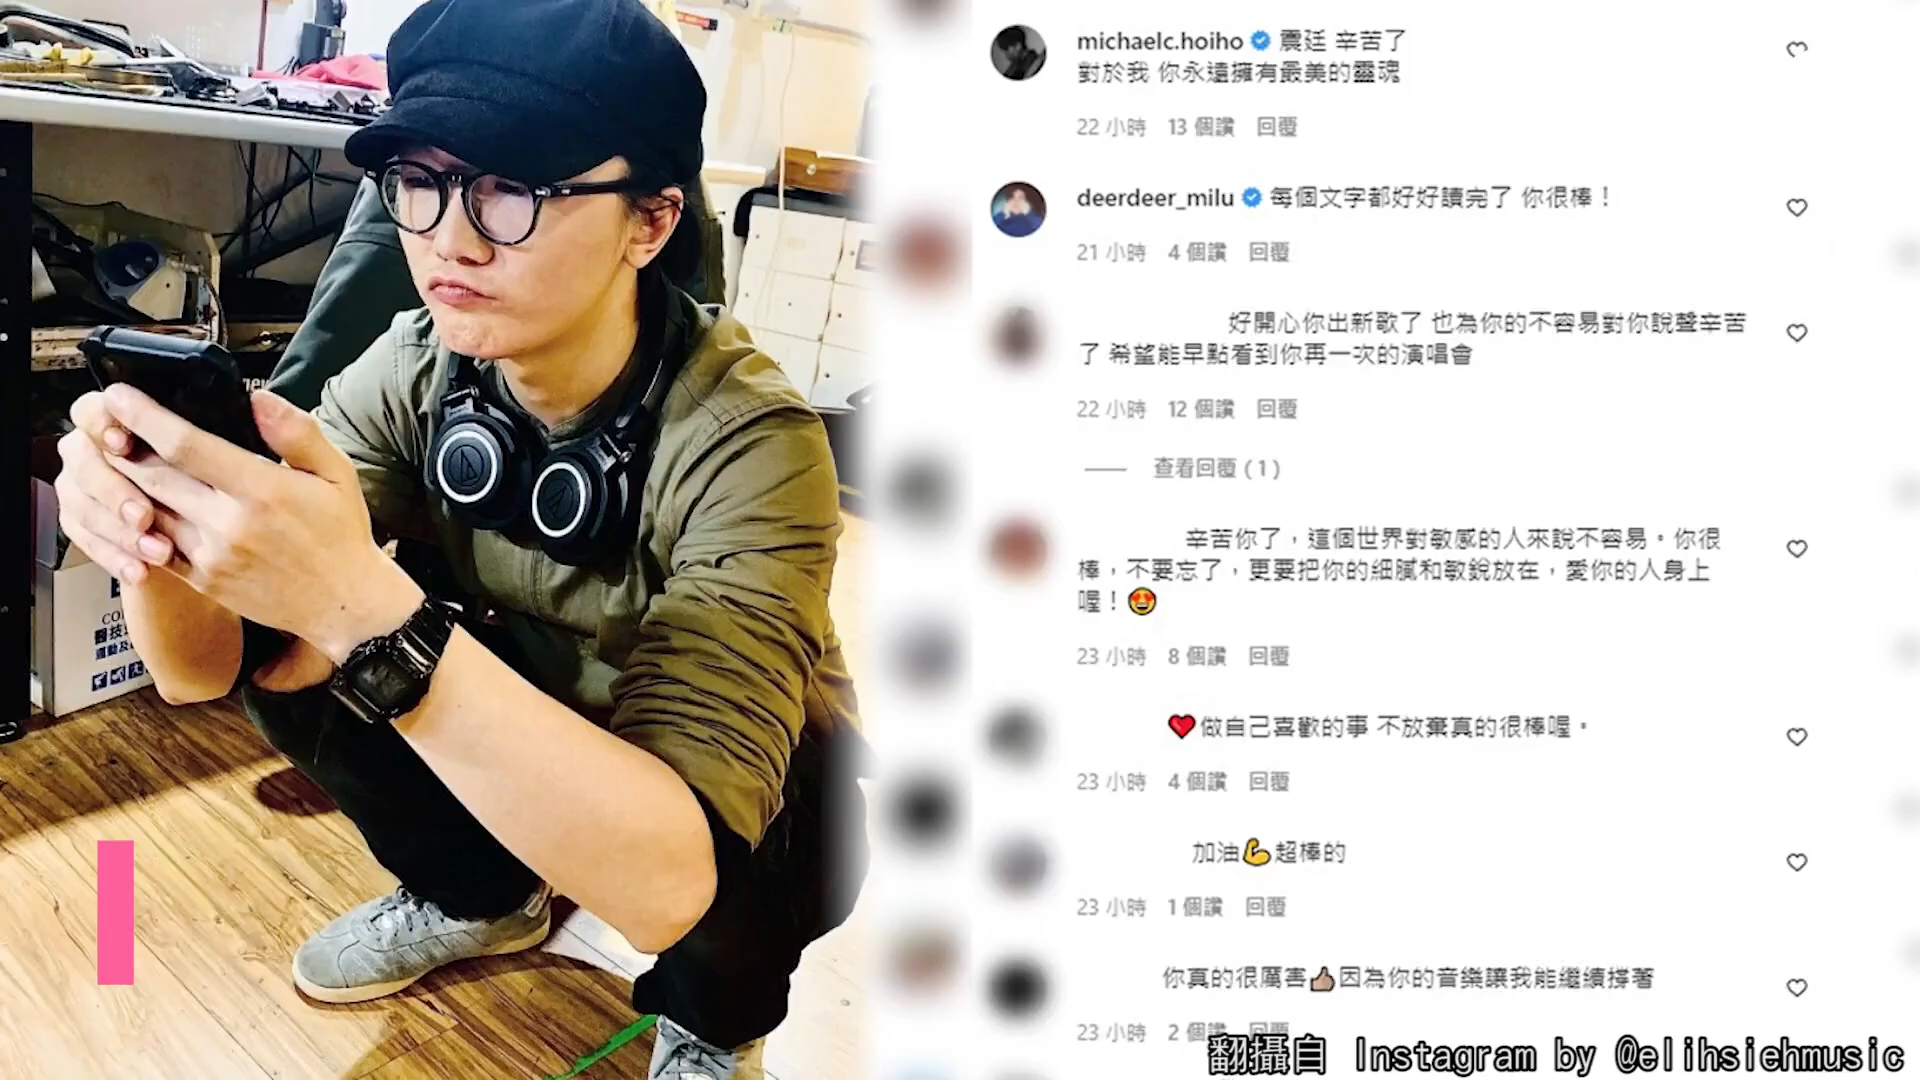 michaelc.hoiho 震廷 辛苦了
對於我 你永遠擁有最美的靈魂
22 小時 13 個讚 回覆
deerdeer_milu 每個文字都好好讀完了 你很棒！
21 小時 4 個讚 回覆
好開心你出新歌了 也為你的不容易對你說聲辛苦
了 希望能早點看到你再一次的演唱會
22 小時 12 個讚 回覆
查看回覆 (1)
辛苦你了，這個世界對敏感的人來說不容易。你很
棒，不要忘了，更要把你的細膩和敏銳放在，愛你的人身上
喔！😍
23 小時 8 個讚 回覆
❤️做自己喜歡的事 不放棄真的很棒喔。
23 小時 4 個讚 回覆
加油💪超棒的
23 小時 1 個讚 回覆
你真的很厲害👍🏼因為你的音樂讓我能繼續撐著
23 小時 2 個讚 回覆
翻攝自 Instagram by @elihsiehmusic